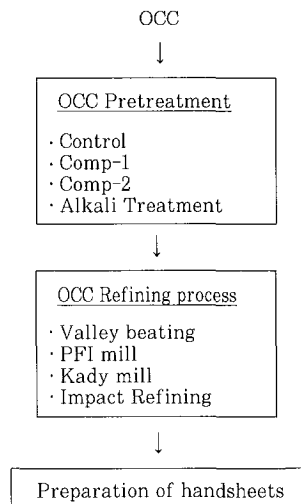 OCC
↓
OCC Pretreatment
· Control
· Comp-1
· Comp-2
· Alkali Treatment
↓
OCC Refining process
· Valley beating
· PFI mill
· Kady mill
· Impact Refining
↓
Preparation of handsheets